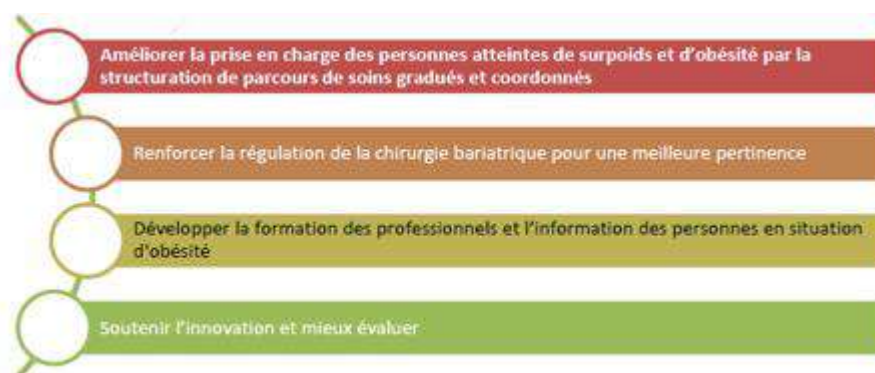 Améliorer la prise en charge des personnes atteintes de surpoids et d'obésité par la
structuration de parcours de soins gradués et coordonnés
Renforcer la régulation de la chirurgie bariatrique pour une meilleure pertinence
Développer la formation des professionnels et l'information des personnes en situation
d'obésité
Soutenir l'innovation et mieux évaluer